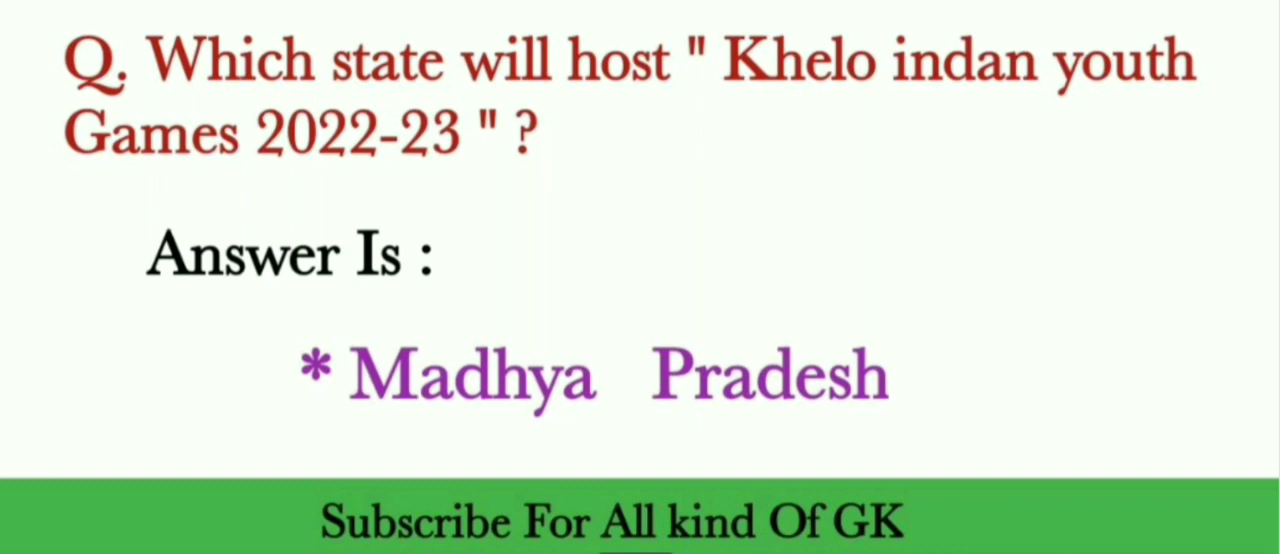 Q. Which state will host " Khelo indan youth
Games 2022-23 " ?
Answer Is :
* Madhya Pradesh
Subscribe For All kind Of GK